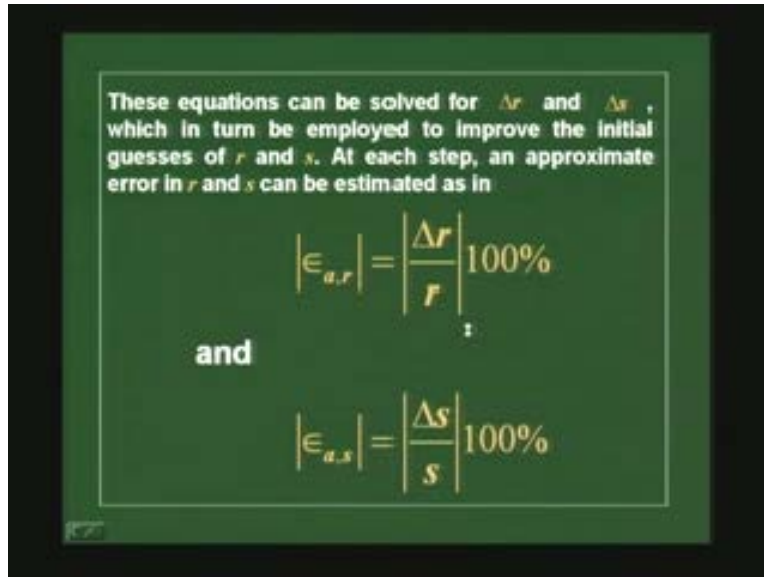 These equations can be solved for Δr and Δs ,
which in turn be employed to improve the initial
guesses of r and s. At each step, an approximate
error in r and s can be estimated as in
|∈a,r| = |Δr/r| 100%
and
|∈a,s| = |Δs/s| 100%